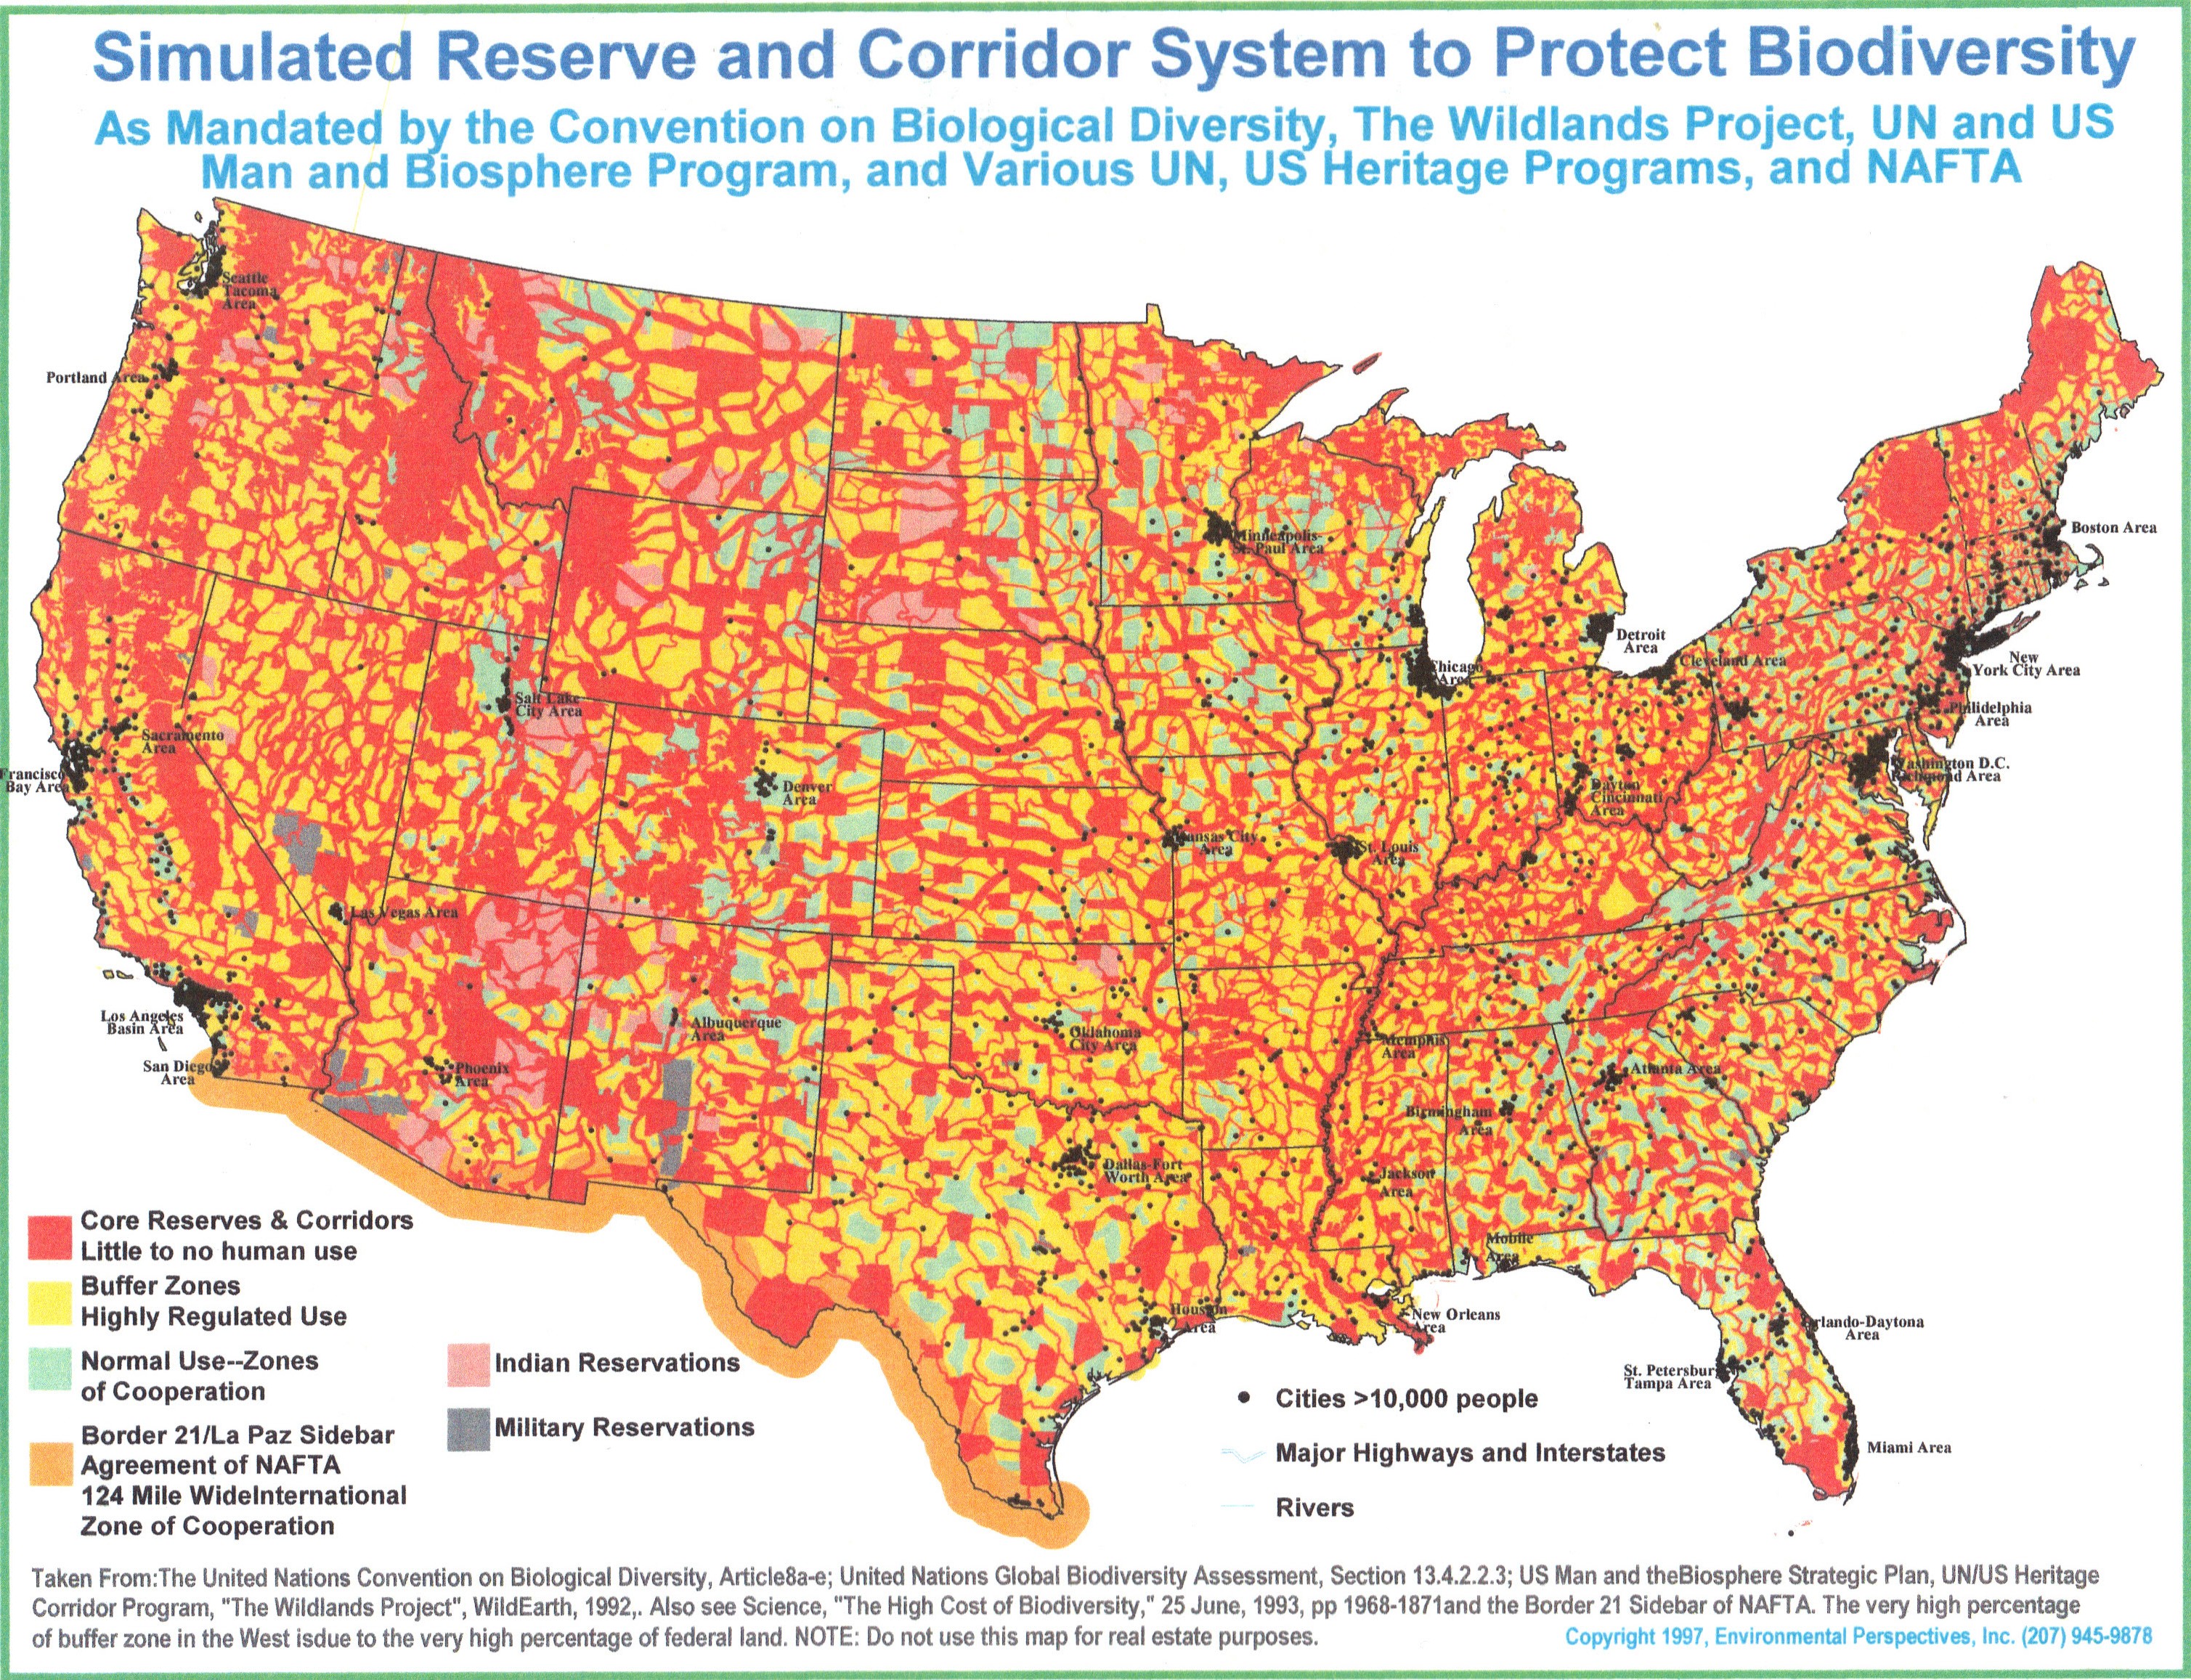 Simulated Reserve and Corridor System to Protect Biodiversity
As Mandated by the Convention on Biological Diversity, The Wildlands Project, UN and US
Man and Biosphere Program, and Various UN, US Heritage Programs, and NAFTA
Seattle
Tacoma
Area
Portland Area
Minneapolis-
St. Paul Area
Boston Area
Detroit
Area
Cleveland Area
New
York City Area
Chicago
Area
Salt Lake
City Area
Philidelphia
Area
Sacramento
Area
Francisco
Bay Area
Denver
Area
Washington D.C.
Richmond Area
Dayton
Cincinnati
Area
Kansas City
Area
St. Louis
Area
Las Vegas Area
Los Angeles
Basin Area
Albuquerque
Area
Oklahoma
City Area
Memphis
Area
San Diego
Area
Phoenix
Area
Atlanta Area
Birmingham
Area
Dallas-Fort
Worth Area
Jackson
Area
Mobile
Area
Houston
Area
New Orleans
Area
Orlando-Daytona
Area
St. Petersbur
Tampa Area
Miami Area
Core Reserves & Corridors
Little to no human use
Buffer Zones
Highly Regulated Use
Normal Use--Zones
of Cooperation
Border 21/La Paz Sidebar
Agreement of NAFTA
124 Mile WideInternational
Zone of Cooperation
Indian Reservations
Military Reservations
Cities >10,000 people
Major Highways and Interstates
Rivers
Taken From:The United Nations Convention on Biological Diversity, Article8a-e; United Nations Global Biodiversity Assessment, Section 13.4.2.2.3; US Man and theBiosphere Strategic Plan, UN/US Heritage
Corridor Program, "The Wildlands Project", WildEarth, 1992,. Also see Science, "The High Cost of Biodiversity," 25 June, 1993, pp 1968-1871and the Border 21 Sidebar of NAFTA. The very high percentage
of buffer zone in the West isdue to the very high percentage of federal land. NOTE: Do not use this map for real estate purposes.
Copyright 1997, Environmental Perspectives, Inc. (207) 945-9878